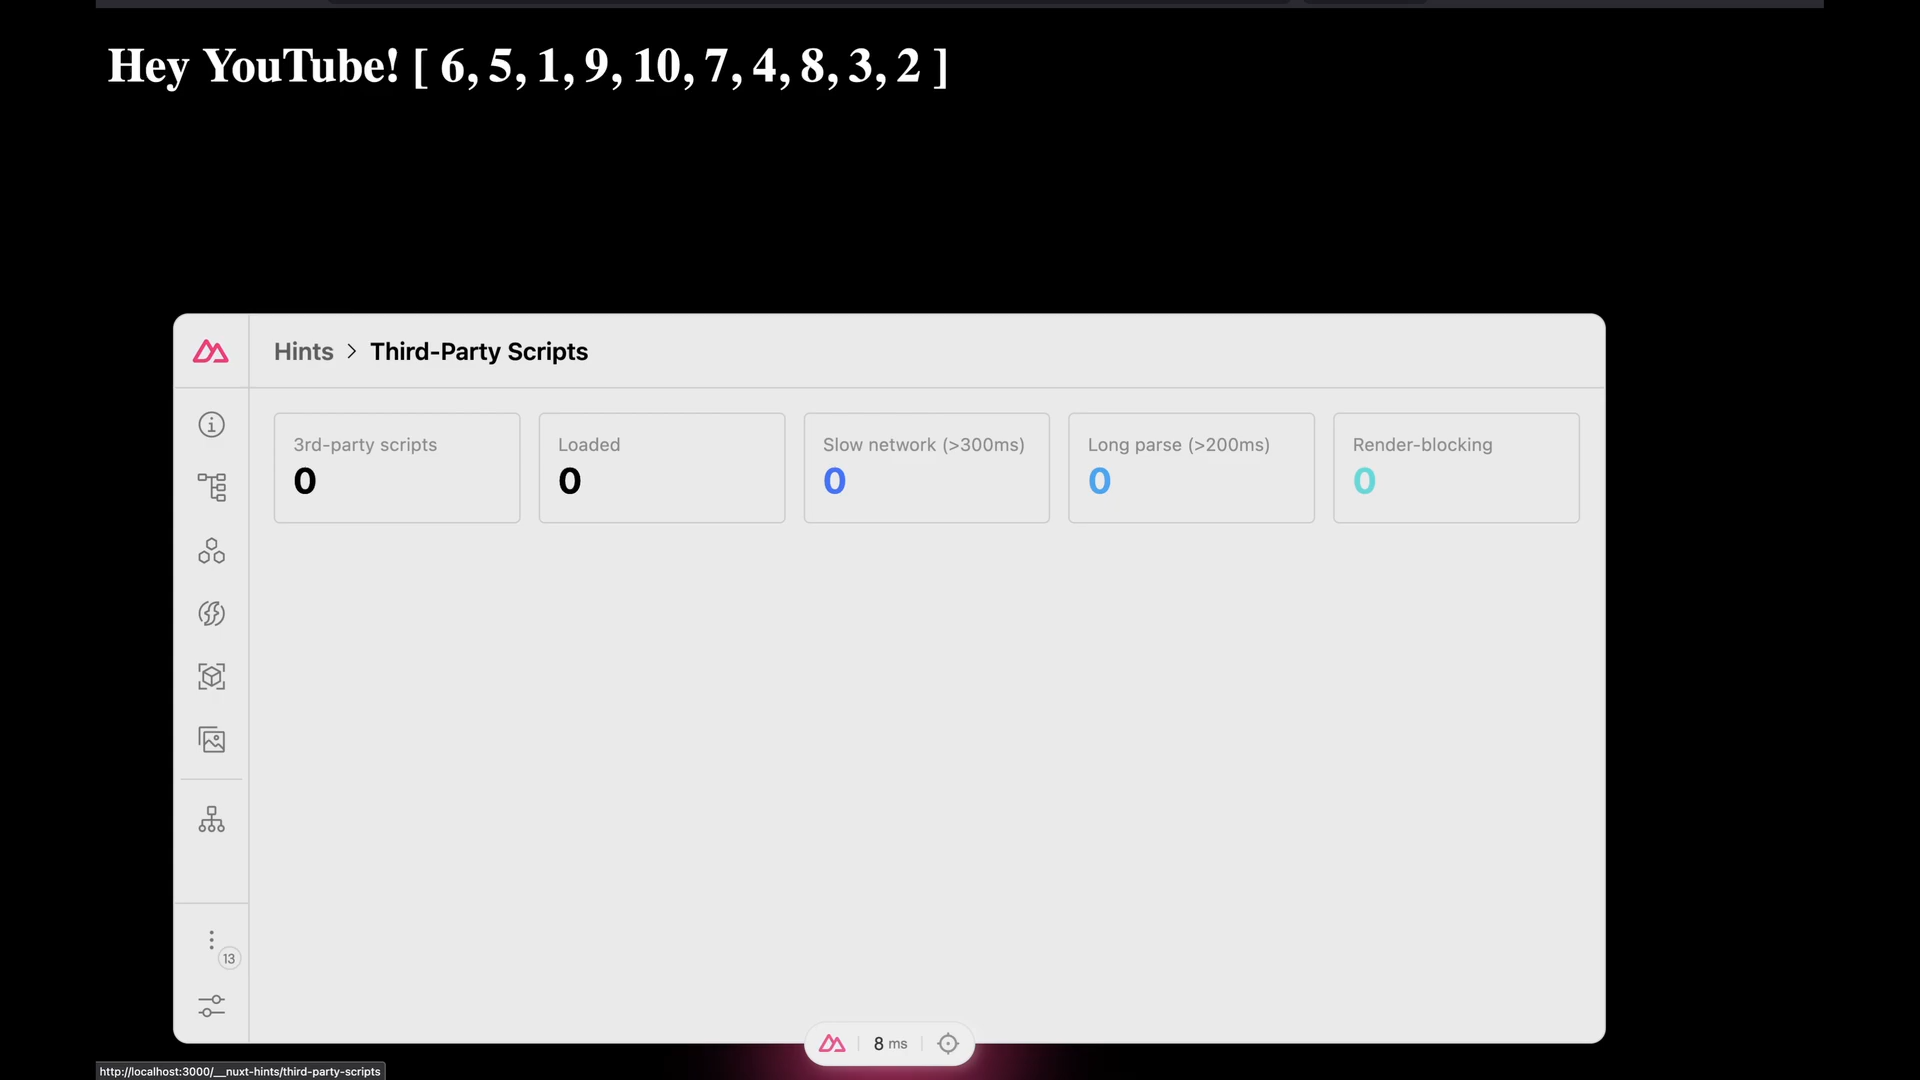 Hey YouTube! [ 6, 5, 1, 9, 10, 7, 4, 8, 3, 2 ]
Hints > Third-Party Scripts
3rd-party scripts
0
Loaded
0
Slow network (>300ms)
0
Long parse (>200ms)
0
Render-blocking
0
13
8 ms
http://localhost:3000/__nuxt-hints/third-party-scripts